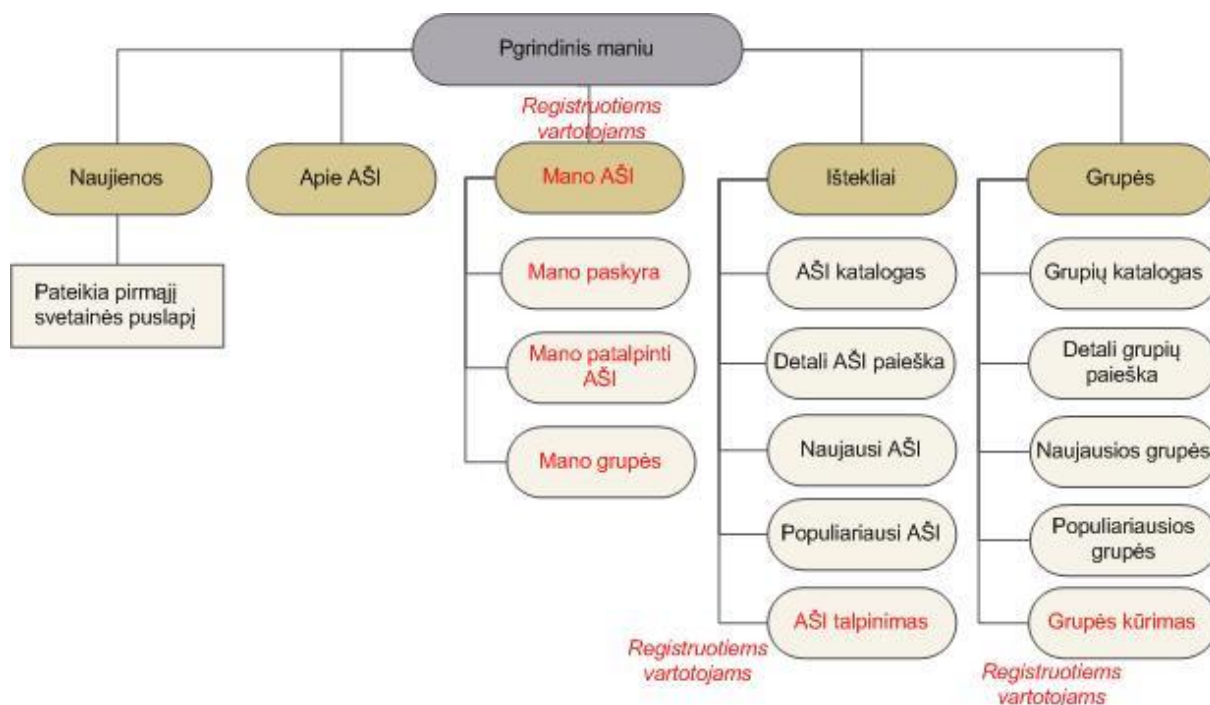 Pgrindinis maniu
Registruotiems
vartotojams
Naujienos
Apie AŠI
Mano AŠI
Ištekliai
Grupės
Pateikia pirmąjį
svetainės puslapį
Mano paskyra
Mano patalpinti
AŠI
Mano grupės
AŠI katalogas
Detali AŠI paieška
Naujausi AŠI
Populiariausi AŠI
AŠI talpinimas
Registruotiems
vartotojams
Grupių katalogas
Detali grupių
paieška
Naujausios grupės
Populiariausios
grupės
Grupės kūrimas
Registruotiems
vartotojams